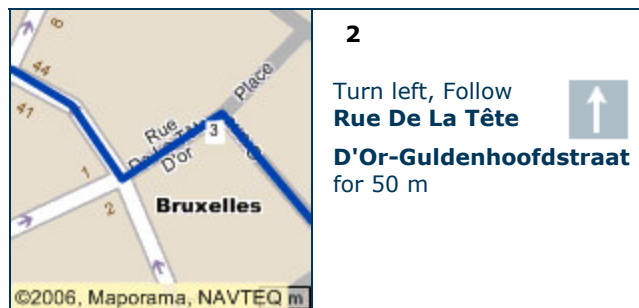 8
44
41
Place
Rue
D'or
3
1
2
Bruxelles
©2006, Maporama, NAVTEQ m
2
Turn left, Follow
Rue De La Tête
D'Or-Guldenhoofdstraat
for 50 m